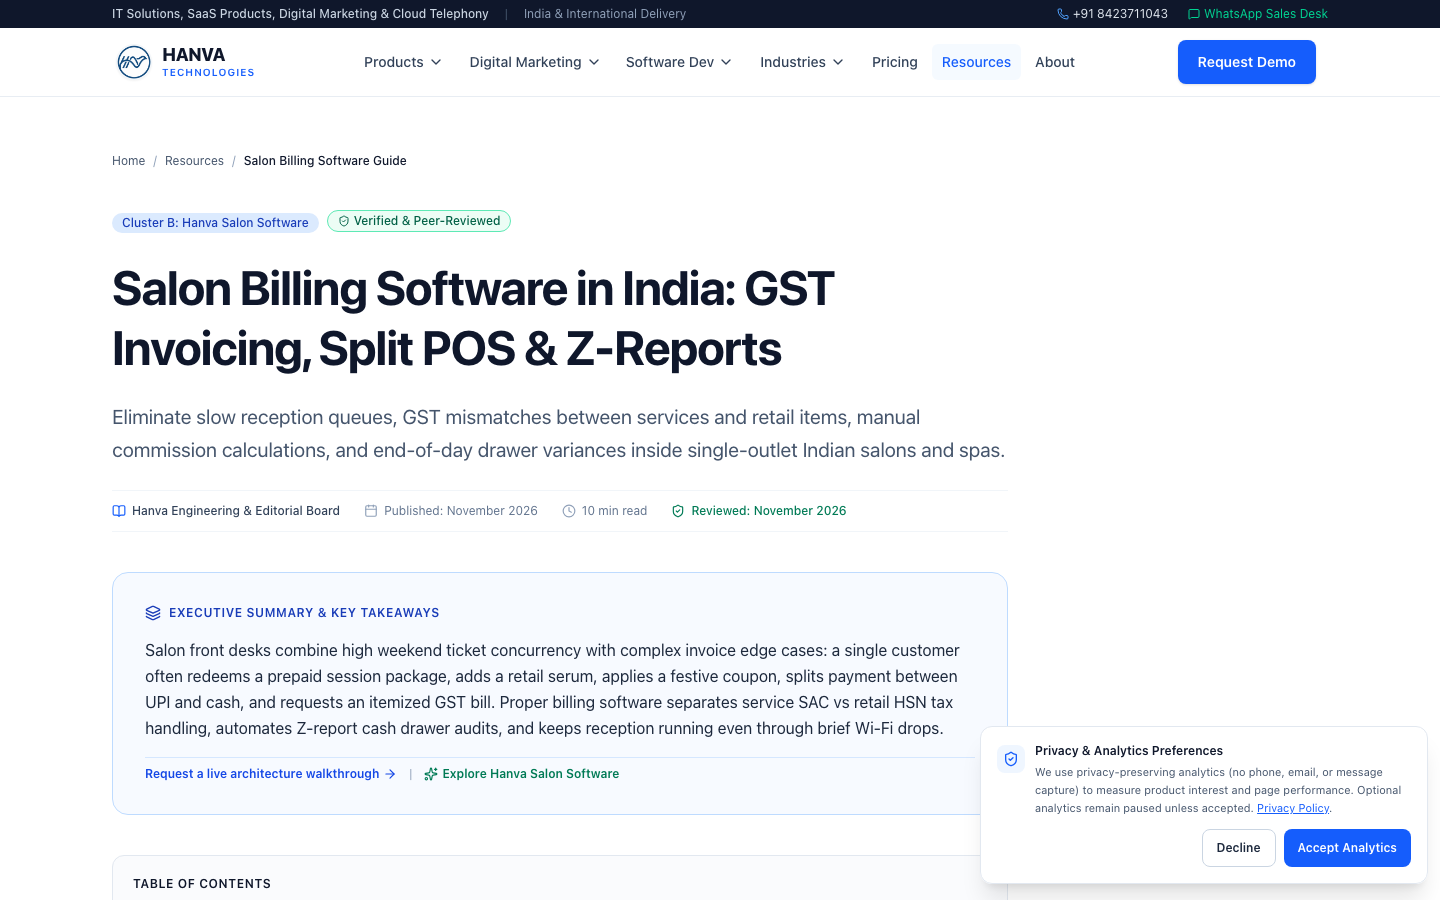 IT Solutions, SaaS Products, Digital Marketing & Cloud Telephony | India & International Delivery
+91 8423711043 WhatsApp Sales Desk
HANVA
TECHNOLOGIES
Products Digital Marketing Software Dev Industries Pricing Resources About Request Demo
Home / Resources / Salon Billing Software Guide
Cluster B: Hanva Salon Software Verified & Peer-Reviewed
Salon Billing Software in India: GST
Invoicing, Split POS & Z-Reports
Eliminate slow reception queues, GST mismatches between services and retail items, manual
commission calculations, and end-of-day drawer variances inside single-outlet Indian salons and spas.
Hanva Engineering & Editorial Board Published: November 2026 10 min read Reviewed: November 2026
EXECUTIVE SUMMARY & KEY TAKEAWAYS
Salon front desks combine high weekend ticket concurrency with complex invoice edge cases: a single customer
often redeems a prepaid session package, adds a retail serum, applies a festive coupon, splits payment between
UPI and cash, and requests an itemized GST bill. Proper billing software separates service SAC vs retail HSN tax
handling, automates Z-report cash drawer audits, and keeps reception running even through brief Wi-Fi drops.
Request a live architecture walkthrough → | Explore Hanva Salon Software
TABLE OF CONTENTS
Privacy & Analytics Preferences
We use privacy-preserving analytics (no phone, email, or message
capture) to measure product interest and page performance. Optional
analytics remain paused unless accepted. Privacy Policy.
Decline Accept Analytics